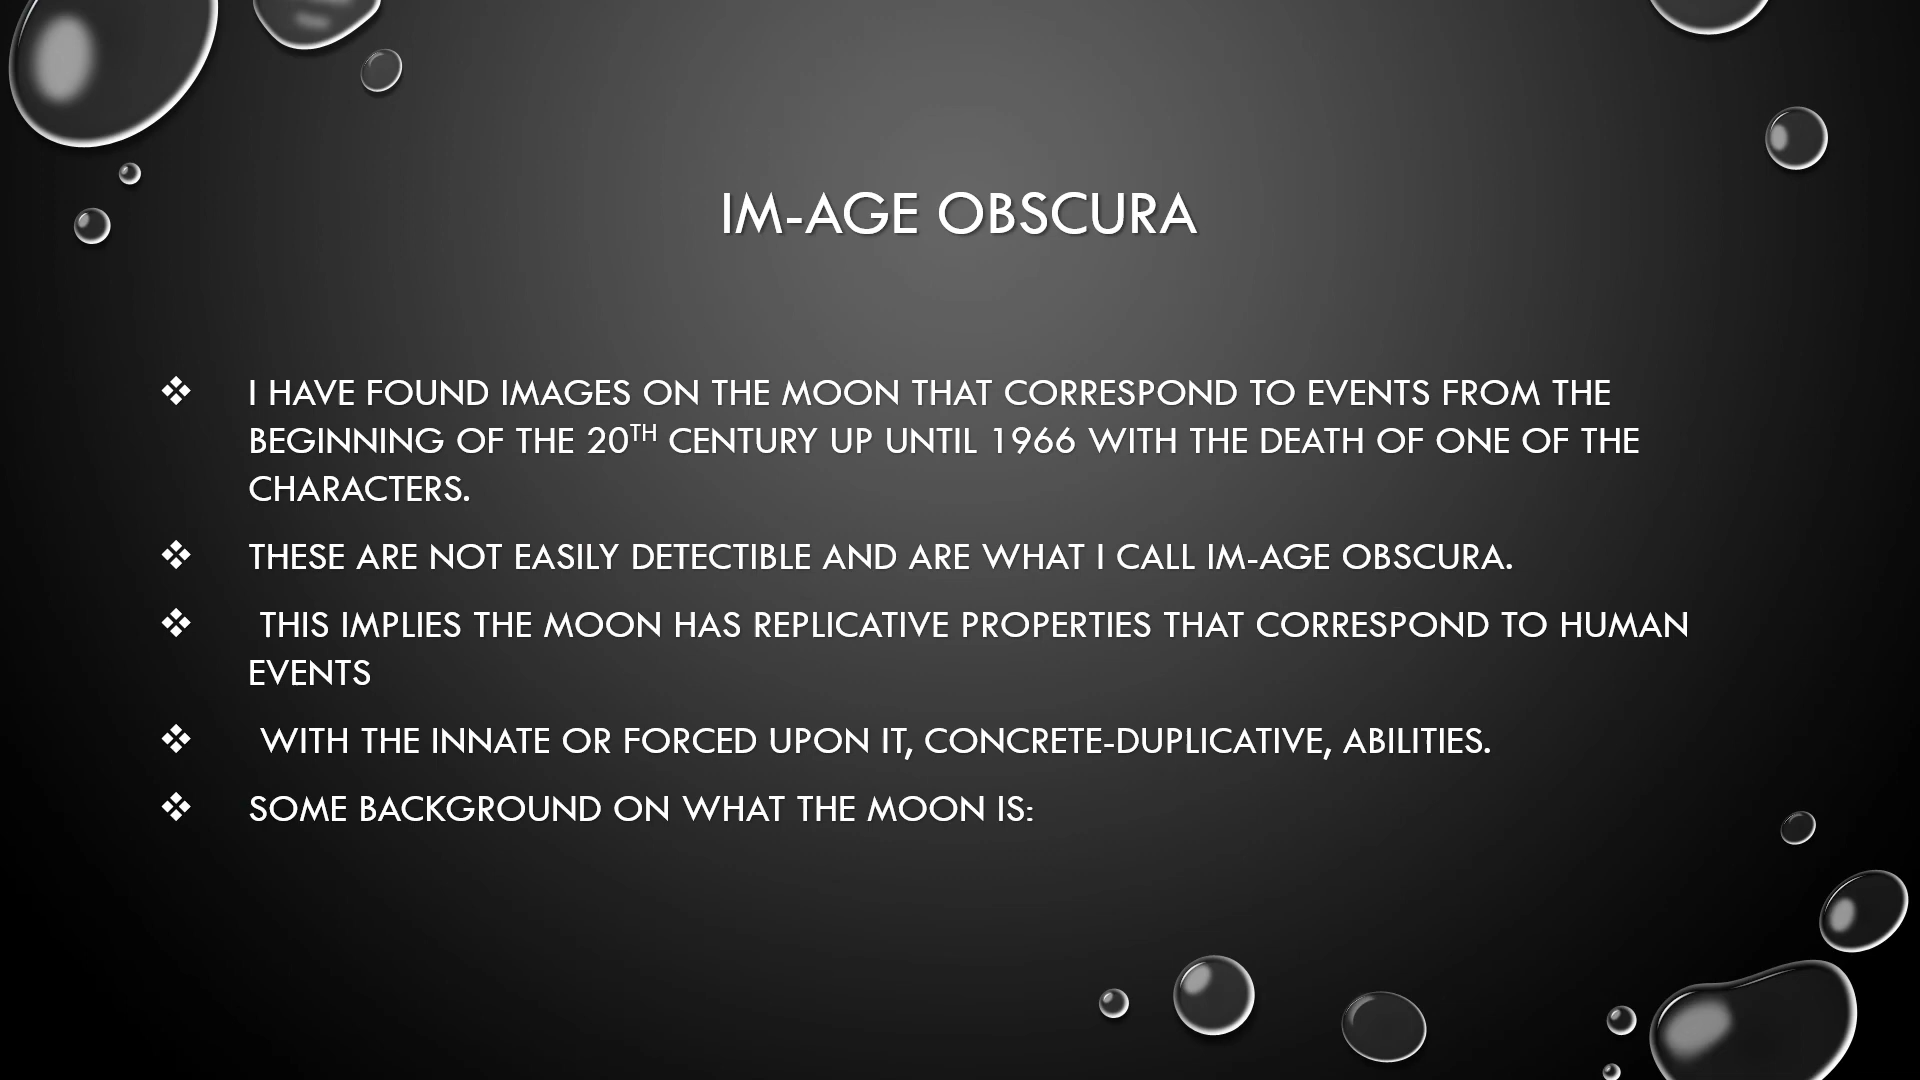 IM-AGE OBSCURA
❖ I HAVE FOUND IMAGES ON THE MOON THAT CORRESPOND TO EVENTS FROM THE
BEGINNING OF THE 20TH CENTURY UP UNTIL 1966 WITH THE DEATH OF ONE OF THE
CHARACTERS.
❖ THESE ARE NOT EASILY DETECTIBLE AND ARE WHAT I CALL IM-AGE OBSCURA.
❖ THIS IMPLIES THE MOON HAS REPLICATIVE PROPERTIES THAT CORRESPOND TO HUMAN
EVENTS
❖ WITH THE INNATE OR FORCED UPON IT, CONCRETE-DUPLICATIVE, ABILITIES.
❖ SOME BACKGROUND ON WHAT THE MOON IS: